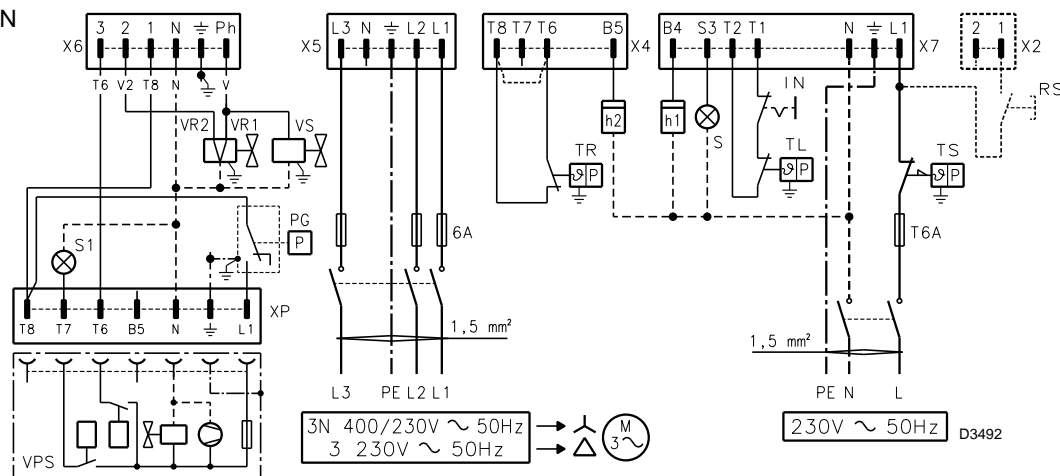 N
3 2 1 N Ph
X6
T6 V2 T8 N V
VR2 VR1 VS
S1
PG
P
XP
T8 T7 T6 B5 N L1
VPS
L3 N L2 L1
X5
6A
1,5 mm²
L3 PE L2 L1
3N 400/230V ~ 50Hz
3 230V ~ 50Hz
M
3~
T8 T7 T6 B5
X4
h2
TR
ϑ P
B4 S3 T2 T1 N L1
X7
h1
S
IN
TL
ϑ P
TS
ϑ P
T6A
1,5 mm²
PE N L
230V ~ 50Hz
D3492
2 1
X2
RS